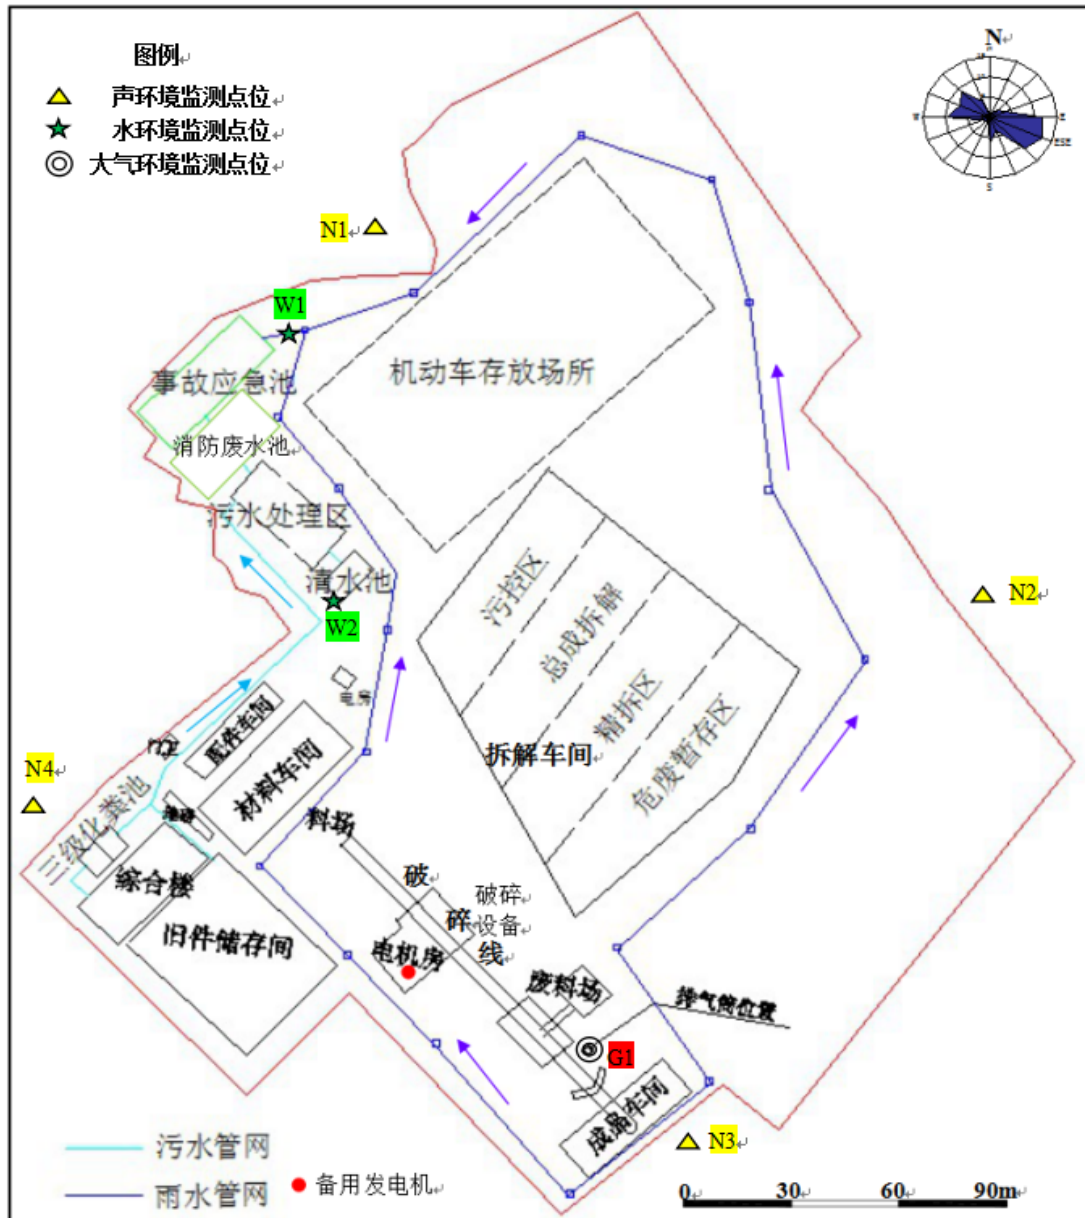 图例
声环境监测点位
水环境监测点位
大气环境监测点位
N
W
E
ESE
S
N1
W1
事故应急池
机动车存放场所
消防废水池
污水处理区
清水池
W2
污控区
总成拆解
精拆区
危废暂存区
拆解车间
N2
电房
门卫
配件车间
材料车间
N4
三级化粪池
综合楼
旧件储存间
料场
破
碎
线
破碎
设备
电机房
废料场
排气筒位置
G1
成品车间
N3
污水管网
雨水管网
备用发电机
0
30
60
90m